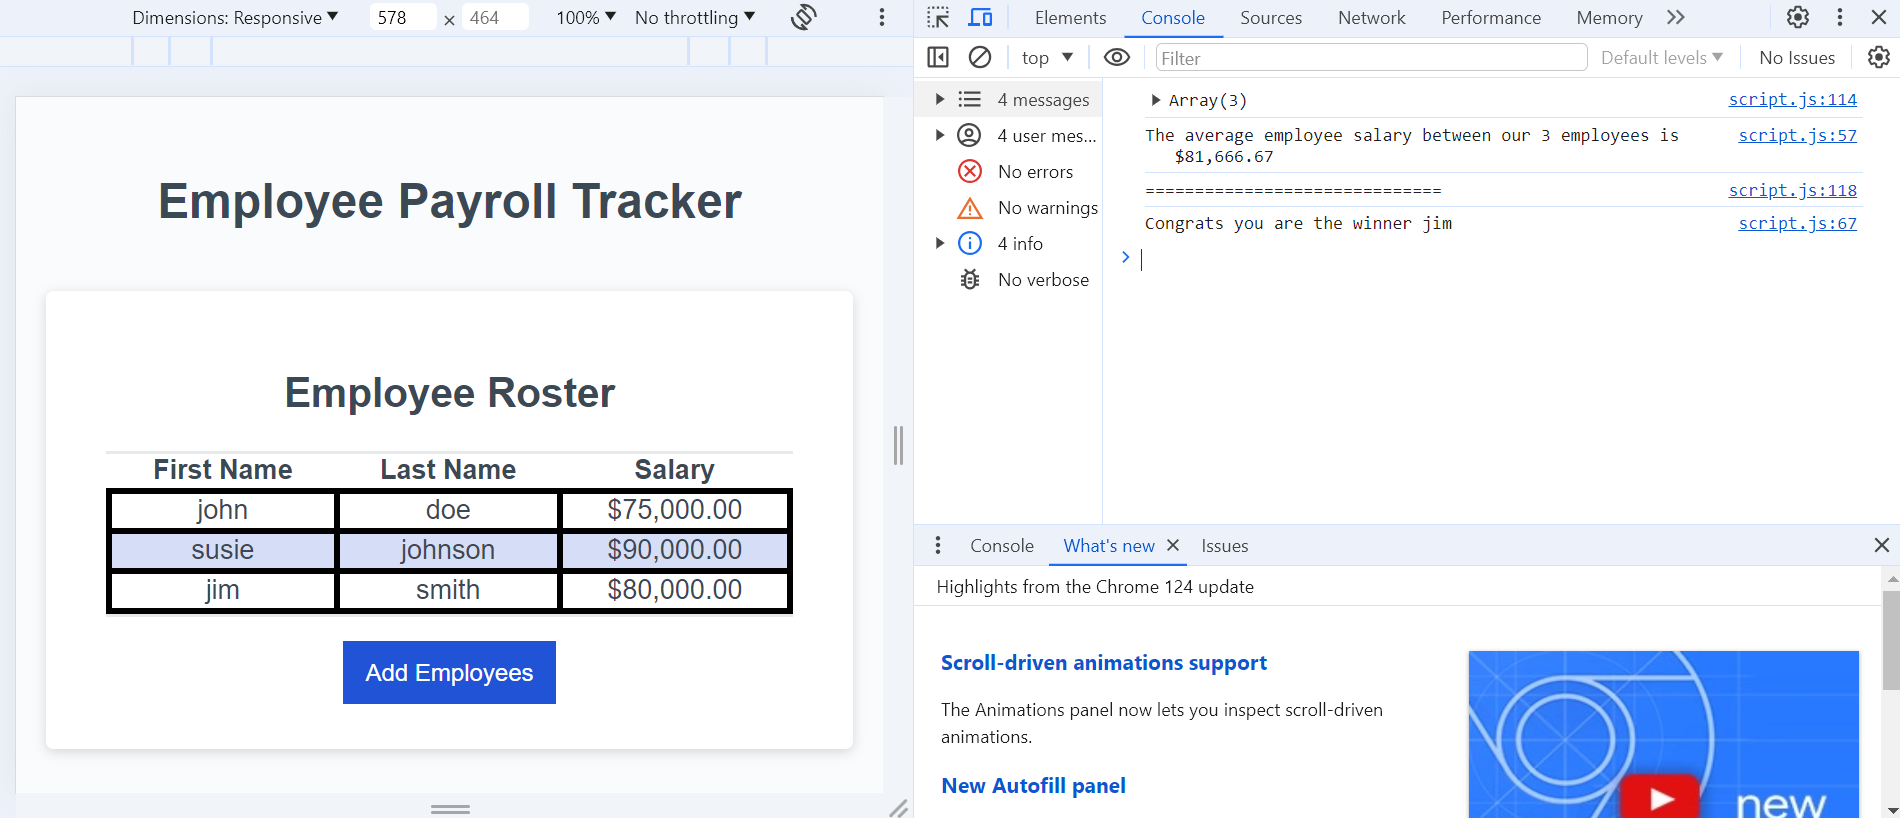 Dimensions: Responsive ▼ 578 × 464 100% ▼ No throttling ▼
Employee Payroll Tracker
Employee Roster
First Name Last Name Salary
john doe $75,000.00
susie johnson $90,000.00
jim smith $80,000.00
Add Employees
Elements Console Sources Network Performance Memory
top ▼ Filter Default levels ▼ No Issues
4 messages
4 user mes...
No errors
No warnings
4 info
No verbose
Array(3) script.js:114
The average employee salary between our 3 employees is script.js:57
$81,666.67
============================== script.js:118
Congrats you are the winner jim script.js:67
Console What's new Issues
Highlights from the Chrome 124 update
Scroll-driven animations support
The Animations panel now lets you inspect scroll-driven
animations.
New Autofill panel
new